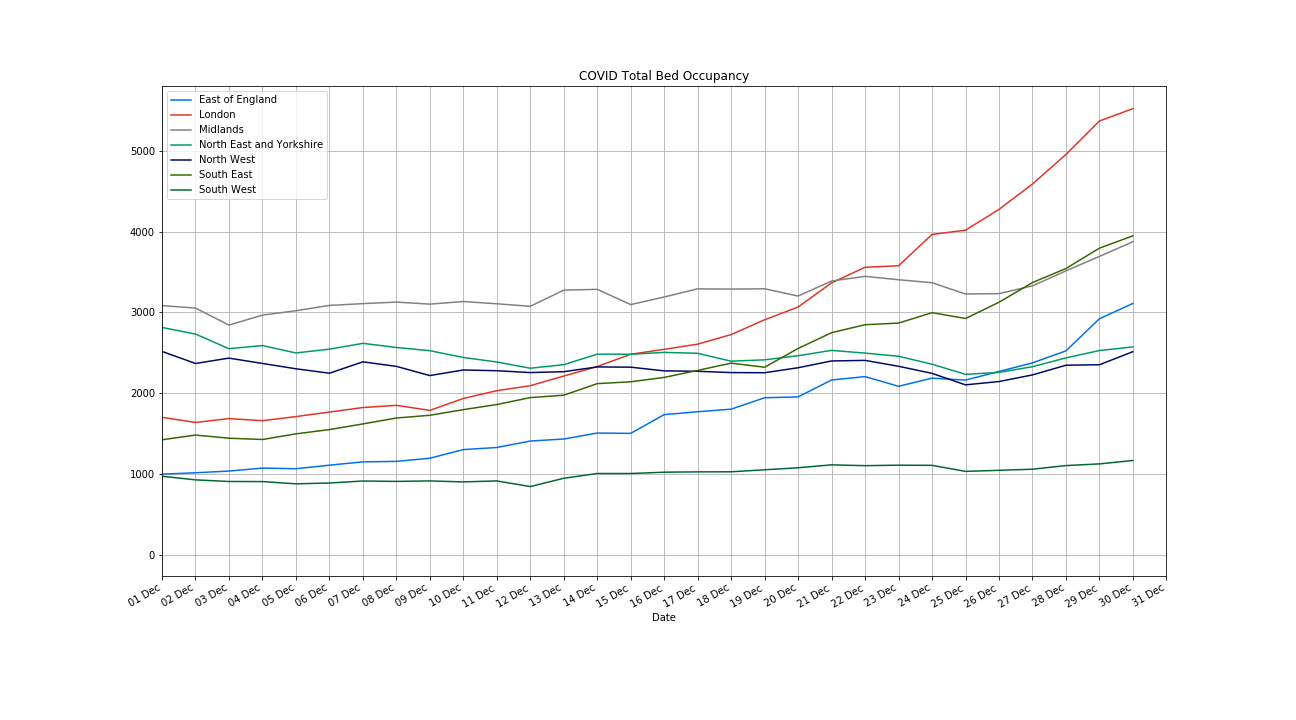 COVID Total Bed Occupancy
East of England
London
Midlands
North East and Yorkshire
North West
South East
South West
5000
4000
3000
2000
1000
0
01 Dec 02 Dec 03 Dec 04 Dec 05 Dec 06 Dec 07 Dec 08 Dec 09 Dec 10 Dec 11 Dec 12 Dec 13 Dec 14 Dec 15 Dec 16 Dec 17 Dec 18 Dec 19 Dec 20 Dec 21 Dec 22 Dec 23 Dec 24 Dec 25 Dec 26 Dec 27 Dec 28 Dec 29 Dec 30 Dec 31 Dec
Date